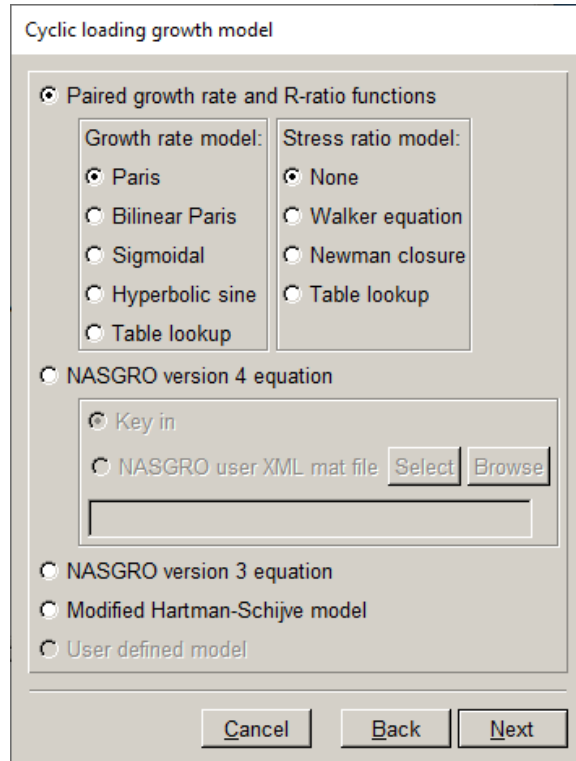 Cyclic loading growth model
Paired growth rate and R-ratio functions
Growth rate model:
Paris
Bilinear Paris
Sigmoidal
Hyperbolic sine
Table lookup
Stress ratio model:
None
Walker equation
Newman closure
Table lookup
NASGRO version 4 equation
Key in
NASGRO user XML mat file Select Browse
NASGRO version 3 equation
Modified Hartman-Schijve model
User defined model
Cancel Back Next